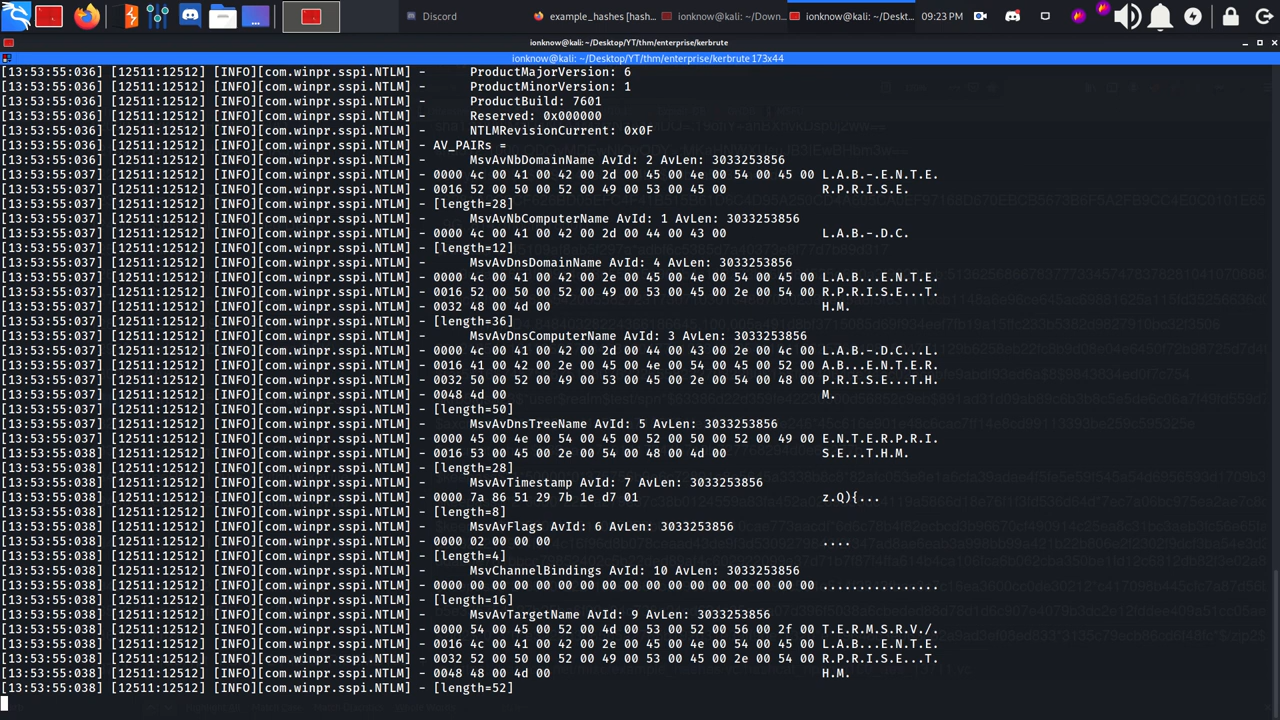 Discord
example_hashes [hash...
ionknow@kali: ~/Down...
ionknow@kali: ~/Deskt...
09:23 PM
ionknow@kali: ~/Desktop/YT/thm/enterprise/kerbrute
ionknow@kali: ~/Desktop/YT/thm/enterprise/kerbrute 173x44
[13:53:55:036] [12511:12512] [INFO][com.winpr.sspi.NTLM] - ProductMajorVersion: 6
[13:53:55:036] [12511:12512] [INFO][com.winpr.sspi.NTLM] - ProductMinorVersion: 1
[13:53:55:036] [12511:12512] [INFO][com.winpr.sspi.NTLM] - ProductBuild: 7601
[13:53:55:036] [12511:12512] [INFO][com.winpr.sspi.NTLM] - Reserved: 0x000000
[13:53:55:036] [12511:12512] [INFO][com.winpr.sspi.NTLM] - NTLMRevisionCurrent: 0x0F
[13:53:55:036] [12511:12512] [INFO][com.winpr.sspi.NTLM] - AV_PAIRs =
[13:53:55:036] [12511:12512] [INFO][com.winpr.sspi.NTLM] - MsvAvNbDomainName AvId: 2 AvLen: 3033253856
[13:53:55:037] [12511:12512] [INFO][com.winpr.sspi.NTLM] - 0000 4c 00 41 00 42 00 2d 00 45 00 4e 00 54 00 45 00 L.A.B.-.E.N.T.E.
[13:53:55:037] [12511:12512] [INFO][com.winpr.sspi.NTLM] - 0016 52 00 50 00 52 00 49 00 53 00 45 00 R.P.R.I.S.E.
[13:53:55:037] [12511:12512] [INFO][com.winpr.sspi.NTLM] - [length=28]
[13:53:55:037] [12511:12512] [INFO][com.winpr.sspi.NTLM] - MsvAvNbComputerName AvId: 1 AvLen: 3033253856
[13:53:55:037] [12511:12512] [INFO][com.winpr.sspi.NTLM] - 0000 4c 00 41 00 42 00 2d 00 44 00 43 00 L.A.B.-.D.C.
[13:53:55:037] [12511:12512] [INFO][com.winpr.sspi.NTLM] - [length=12]
[13:53:55:037] [12511:12512] [INFO][com.winpr.sspi.NTLM] - MsvAvDnsDomainName AvId: 4 AvLen: 3033253856
[13:53:55:037] [12511:12512] [INFO][com.winpr.sspi.NTLM] - 0000 4c 00 41 00 42 00 2e 00 45 00 4e 00 54 00 45 00 L.A.B...E.N.T.E.
[13:53:55:037] [12511:12512] [INFO][com.winpr.sspi.NTLM] - 0016 52 00 50 00 52 00 49 00 53 00 45 00 2e 00 54 00 R.P.R.I.S.E...T.
[13:53:55:037] [12511:12512] [INFO][com.winpr.sspi.NTLM] - 0032 48 00 4d 00 H.M.
[13:53:55:037] [12511:12512] [INFO][com.winpr.sspi.NTLM] - [length=36]
[13:53:55:037] [12511:12512] [INFO][com.winpr.sspi.NTLM] - MsvAvDnsComputerName AvId: 3 AvLen: 3033253856
[13:53:55:037] [12511:12512] [INFO][com.winpr.sspi.NTLM] - 0000 4c 00 41 00 42 00 2d 00 44 00 43 00 2e 00 4c 00 L.A.B.-.D.C...L.
[13:53:55:037] [12511:12512] [INFO][com.winpr.sspi.NTLM] - 0016 41 00 42 00 2e 00 45 00 4e 00 54 00 45 00 52 00 A.B...E.N.T.E.R.
[13:53:55:037] [12511:12512] [INFO][com.winpr.sspi.NTLM] - 0032 50 00 52 00 49 00 53 00 45 00 2e 00 54 00 48 00 P.R.I.S.E...T.H.
[13:53:55:037] [12511:12512] [INFO][com.winpr.sspi.NTLM] - 0048 4d 00 M.
[13:53:55:037] [12511:12512] [INFO][com.winpr.sspi.NTLM] - [length=50]
[13:53:55:037] [12511:12512] [INFO][com.winpr.sspi.NTLM] - MsvAvDnsTreeName AvId: 5 AvLen: 3033253856
[13:53:55:038] [12511:12512] [INFO][com.winpr.sspi.NTLM] - 0000 45 00 4e 00 54 00 45 00 52 00 50 00 52 00 49 00 E.N.T.E.R.P.R.I.
[13:53:55:038] [12511:12512] [INFO][com.winpr.sspi.NTLM] - 0016 53 00 45 00 2e 00 54 00 48 00 4d 00 S.E...T.H.M.
[13:53:55:038] [12511:12512] [INFO][com.winpr.sspi.NTLM] - [length=28]
[13:53:55:038] [12511:12512] [INFO][com.winpr.sspi.NTLM] - MsvAvTimestamp AvId: 7 AvLen: 3033253856
[13:53:55:038] [12511:12512] [INFO][com.winpr.sspi.NTLM] - 0000 7a 86 51 29 7b 1e d7 01 z.Q){...
[13:53:55:038] [12511:12512] [INFO][com.winpr.sspi.NTLM] - [length=8]
[13:53:55:038] [12511:12512] [INFO][com.winpr.sspi.NTLM] - MsvAvFlags AvId: 6 AvLen: 3033253856
[13:53:55:038] [12511:12512] [INFO][com.winpr.sspi.NTLM] - 0000 02 00 00 00 ....
[13:53:55:038] [12511:12512] [INFO][com.winpr.sspi.NTLM] - [length=4]
[13:53:55:038] [12511:12512] [INFO][com.winpr.sspi.NTLM] - MsvChannelBindings AvId: 10 AvLen: 3033253856
[13:53:55:038] [12511:12512] [INFO][com.winpr.sspi.NTLM] - 0000 00 00 00 00 00 00 00 00 00 00 00 00 00 00 00 00 ................
[13:53:55:038] [12511:12512] [INFO][com.winpr.sspi.NTLM] - [length=16]
[13:53:55:038] [12511:12512] [INFO][com.winpr.sspi.NTLM] - MsvAvTargetName AvId: 9 AvLen: 3033253856
[13:53:55:038] [12511:12512] [INFO][com.winpr.sspi.NTLM] - 0000 54 00 45 00 52 00 4d 00 53 00 52 00 56 00 2f 00 T.E.R.M.S.R.V./.
[13:53:55:038] [12511:12512] [INFO][com.winpr.sspi.NTLM] - 0016 4c 00 41 00 42 00 2e 00 45 00 4e 00 54 00 45 00 L.A.B...E.N.T.E.
[13:53:55:038] [12511:12512] [INFO][com.winpr.sspi.NTLM] - 0032 52 00 50 00 52 00 49 00 53 00 45 00 2e 00 54 00 R.P.R.I.S.E...T.
[13:53:55:038] [12511:12512] [INFO][com.winpr.sspi.NTLM] - 0048 48 00 4d 00 H.M.
[13:53:55:038] [12511:12512] [INFO][com.winpr.sspi.NTLM] - [length=52]